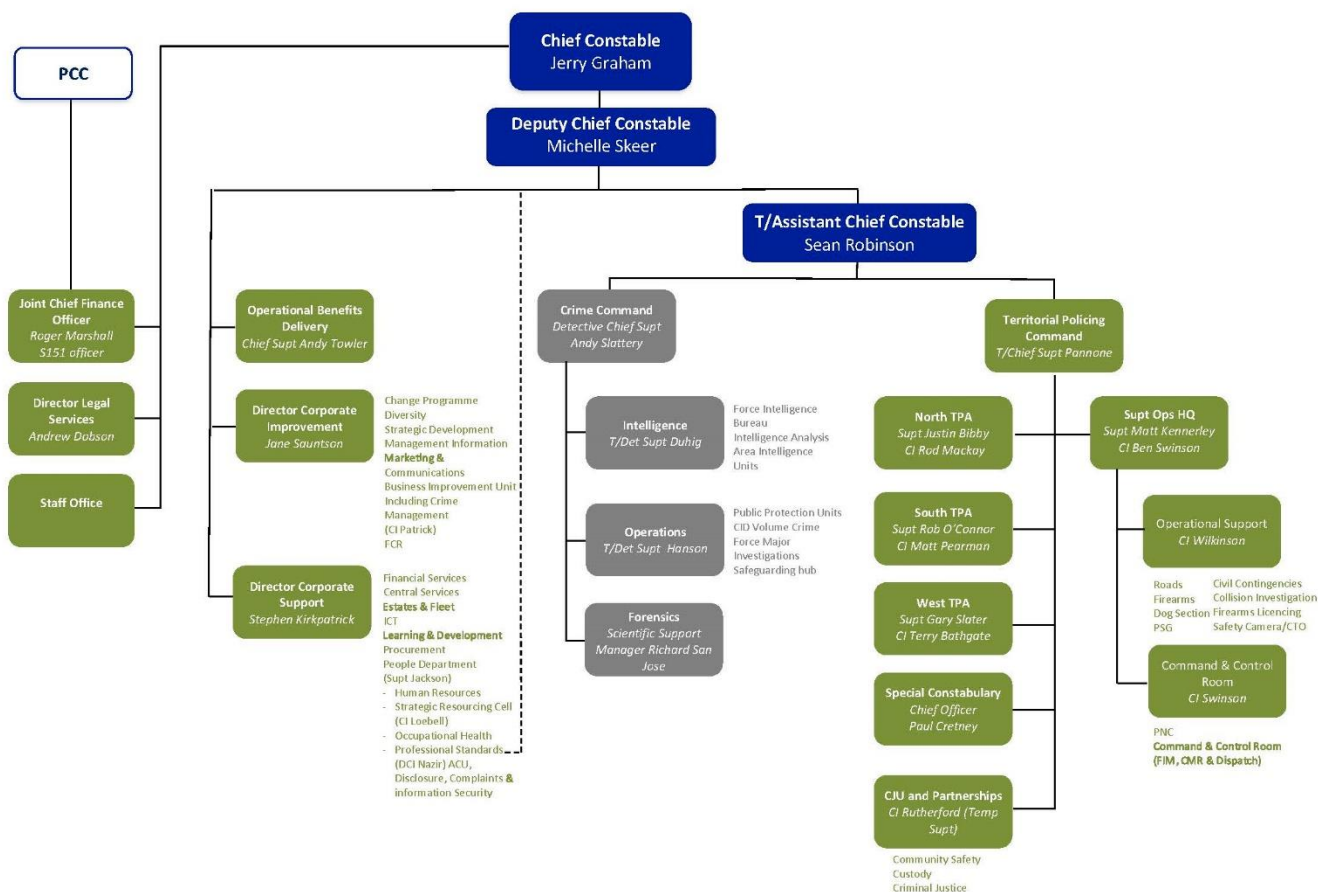 Chief Constable
Jerry Graham
PCC
Deputy Chief Constable
Michelle Skeer
T/Assistant Chief Constable
Sean Robinson
Joint Chief Finance
Officer
Roger Marshall
S151 officer
Director Legal
Services
Andrew Dobson
Staff Office
Operational Benefits
Delivery
Chief Supt Andy Towler
Director Corporate
Improvement
Jane Sauntson
Change Programme
Diversity
Strategic Development
Management Information
Marketing &
Communications
Business Improvement Unit
Including Crime
Management
(CI Patrick)
FCR
Director Corporate
Support
Stephen Kirkpatrick
Financial Services
Central Services
Estates & Fleet
ICT
Learning & Development
Procurement
People Department
(Supt Jackson)
- Human Resources
- Strategic Resourcing Cell
(CI Loebell)
- Occupational Health
- Professional Standards
(DCI Nazir) ACU,
Disclosure, Complaints &
information Security
Crime Command
Detective Chief Supt
Andy Slattery
Intelligence
T/Det Supt Duhig
Force Intelligence
Bureau
Intelligence Analysis
Area Intelligence
Units
Operations
T/Det Supt Hanson
Public Protection Units
CID Volume Crime
Force Major
Investigations
Safeguarding hub
Forensics
Scientific Support
Manager Richard San
Jose
Territorial Policing
Command
T/Chief Supt Pannone
North TPA
Supt Justin Bibby
CI Rod Mackay
South TPA
Supt Rob O'Connor
CI Matt Pearman
West TPA
Supt Gary Slater
CI Terry Bathgate
Special Constabulary
Chief Officer
Paul Cretney
CJU and Partnerships
CI Rutherford (Temp
Supt)
Community Safety
Custody
Criminal Justice
Supt Ops HQ
Supt Matt Kennerley
CI Ben Swinson
Operational Support
CI Wilkinson
Roads
Firearms
Dog Section
PSG
Civil Contingencies
Collision Investigation
Firearms Licencing
Safety Camera/CTO
Command & Control
Room
CI Swinson
PNC
Command & Control Room
(FIM, CMR & Dispatch)